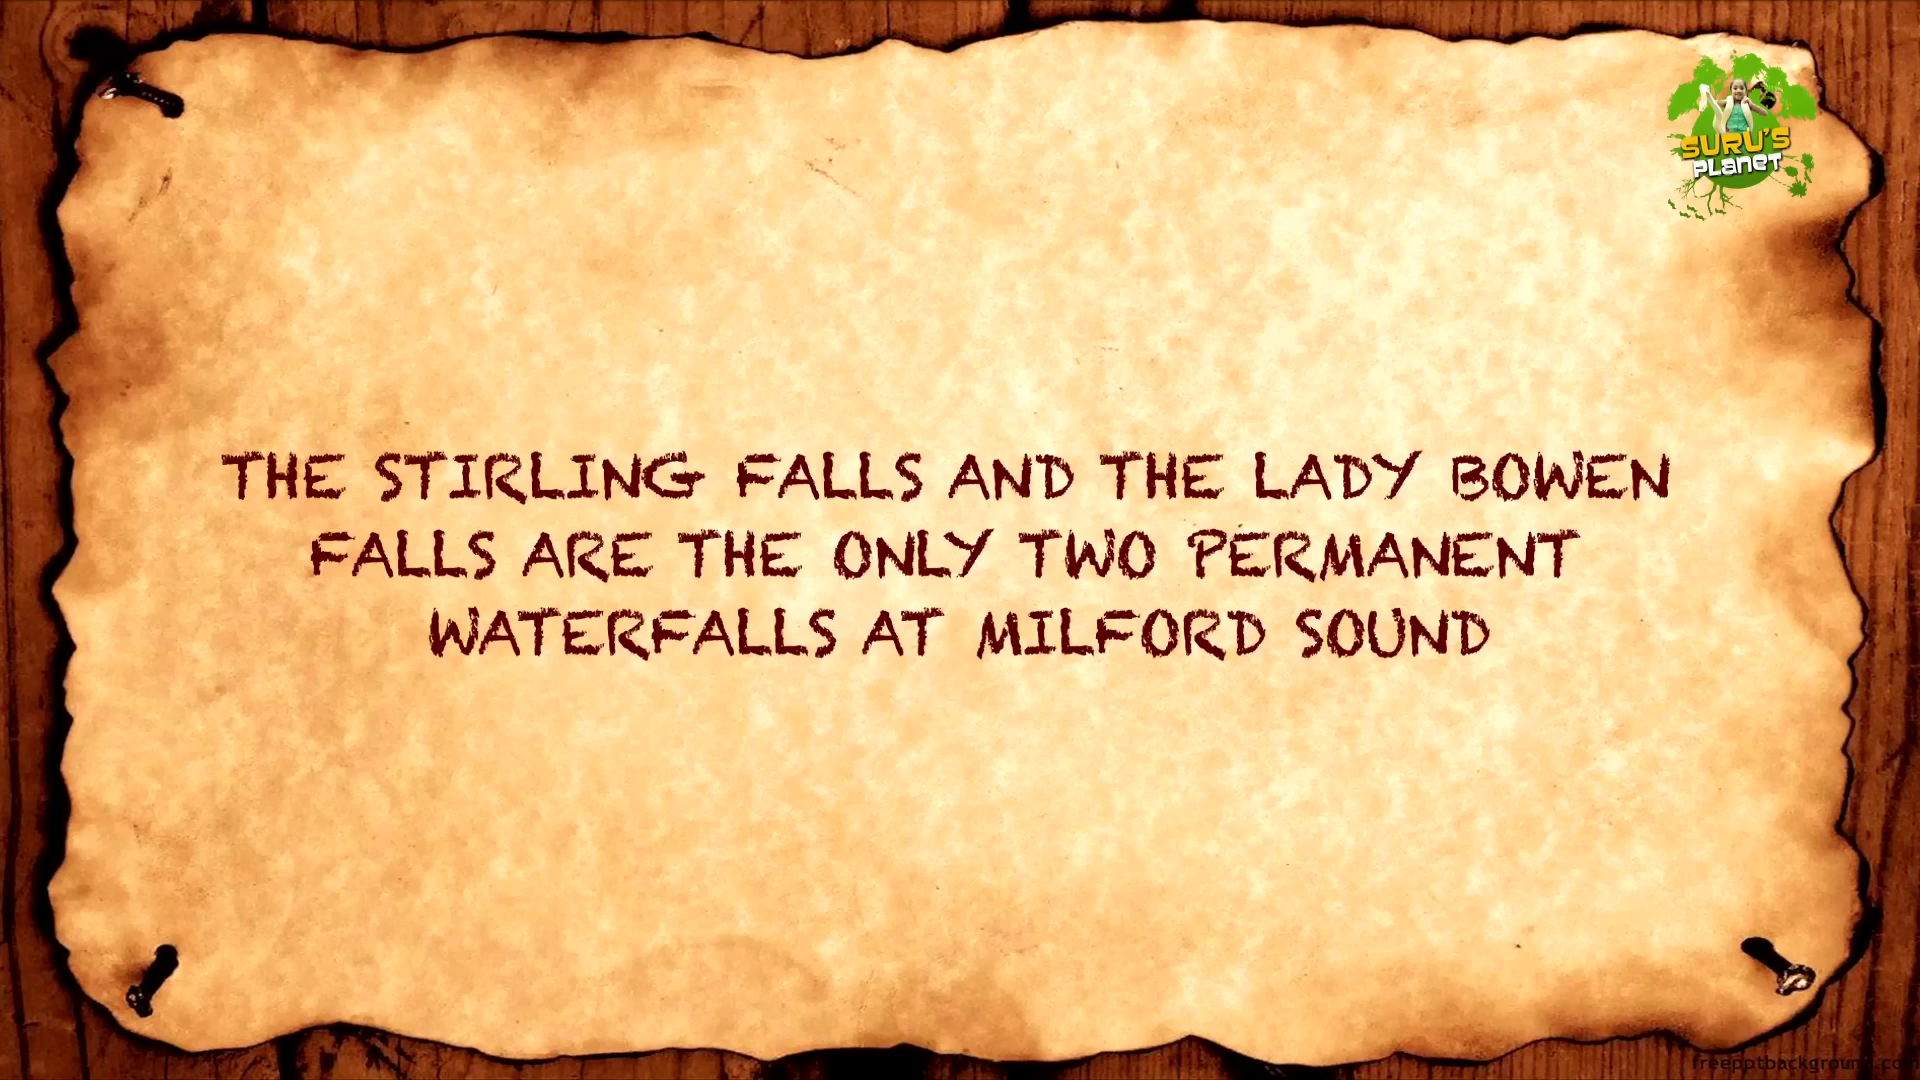 SURU'S
PLANET
THE STIRLING FALLS AND THE LADY BOWEN
FALLS ARE THE ONLY TWO PERMANENT
WATERFALLS AT MILFORD SOUND